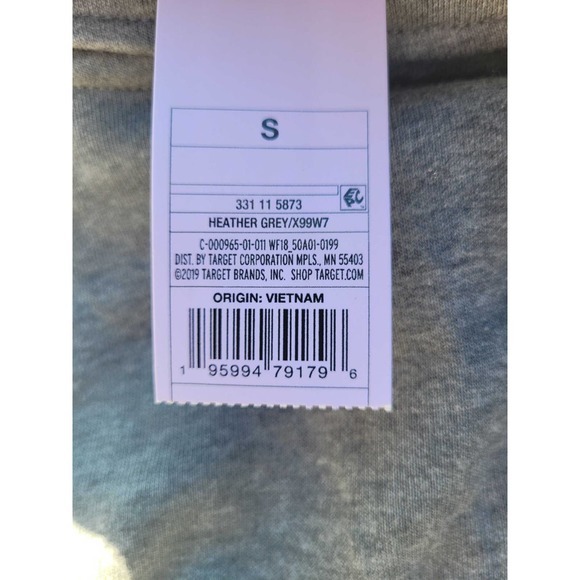 S
331 11 5873
HEATHER GREY/X99W7
C-000965-01-011 WF18_50A01-0199
DIST. BY TARGET CORPORATION MPLS., MN 55403
©2019 TARGET BRANDS, INC. SHOP TARGET.COM
ORIGIN: VIETNAM
1 95994 79179 6